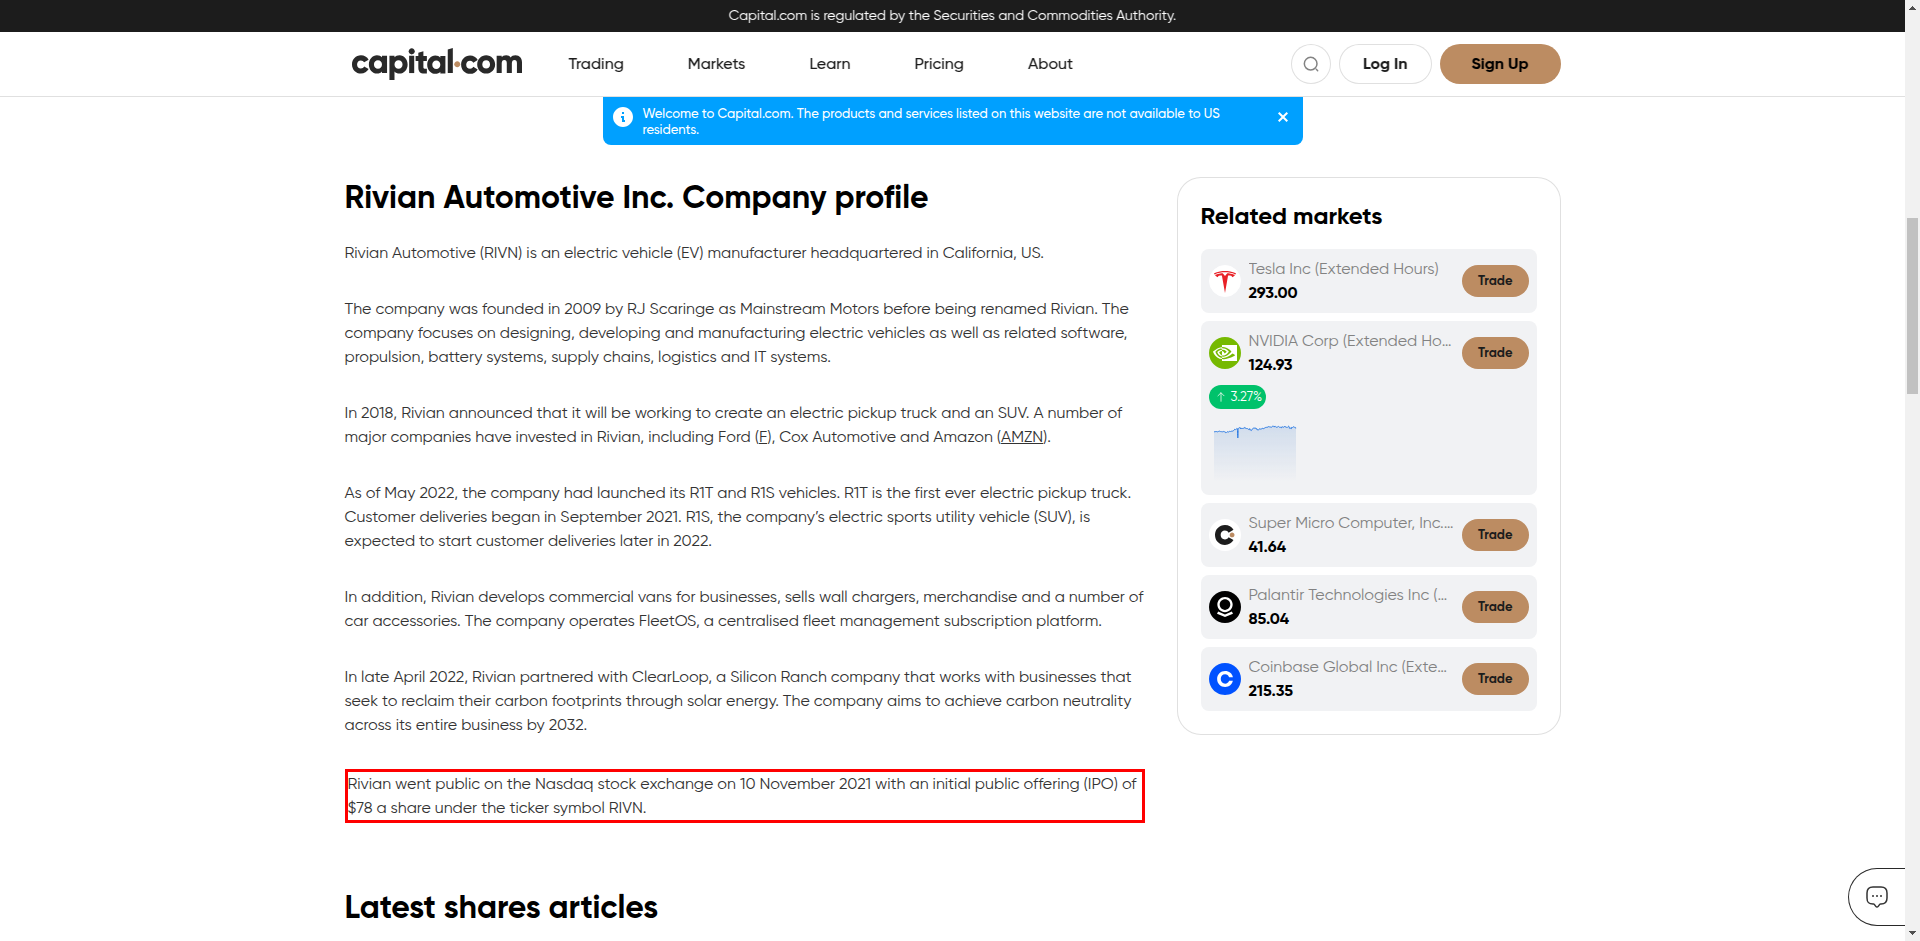 Capital.com is regulated by the Securities and Commodities Authority.
capital.com
Trading
Markets
Learn
Pricing
About
Log In
Sign Up
Welcome to Capital.com. The products and services listed on this website are not available to US
residents.
Rivian Automotive Inc. Company profile
Rivian Automotive (RIVN) is an electric vehicle (EV) manufacturer headquartered in California, US.
The company was founded in 2009 by RJ Scaringe as Mainstream Motors before being renamed Rivian. The
company focuses on designing, developing and manufacturing electric vehicles as well as related software,
propulsion, battery systems, supply chains, logistics and IT systems.
In 2018, Rivian announced that it will be working to create an electric pickup truck and an SUV. A number of
major companies have invested in Rivian, including Ford (F), Cox Automotive and Amazon (AMZN).
As of May 2022, the company had launched its R1T and R1S vehicles. R1T is the first ever electric pickup truck.
Customer deliveries began in September 2021. R1S, the company’s electric sports utility vehicle (SUV), is
expected to start customer deliveries later in 2022.
In addition, Rivian develops commercial vans for businesses, sells wall chargers, merchandise and a number of
car accessories. The company operates FleetOS, a centralised fleet management subscription platform.
In late April 2022, Rivian partnered with ClearLoop, a Silicon Ranch company that works with businesses that
seek to reclaim their carbon footprints through solar energy. The company aims to achieve carbon neutrality
across its entire business by 2032.
Rivian went public on the Nasdaq stock exchange on 10 November 2021 with an initial public offering (IPO) of
$78 a share under the ticker symbol RIVN.
Latest shares articles
Related markets
Tesla Inc (Extended Hours)
293.00
Trade
NVIDIA Corp (Extended Ho...
124.93
Trade
↑ 3.27%
Super Micro Computer, Inc....
41.64
Trade
Palantir Technologies Inc (...
85.04
Trade
Coinbase Global Inc (Exte...
215.35
Trade